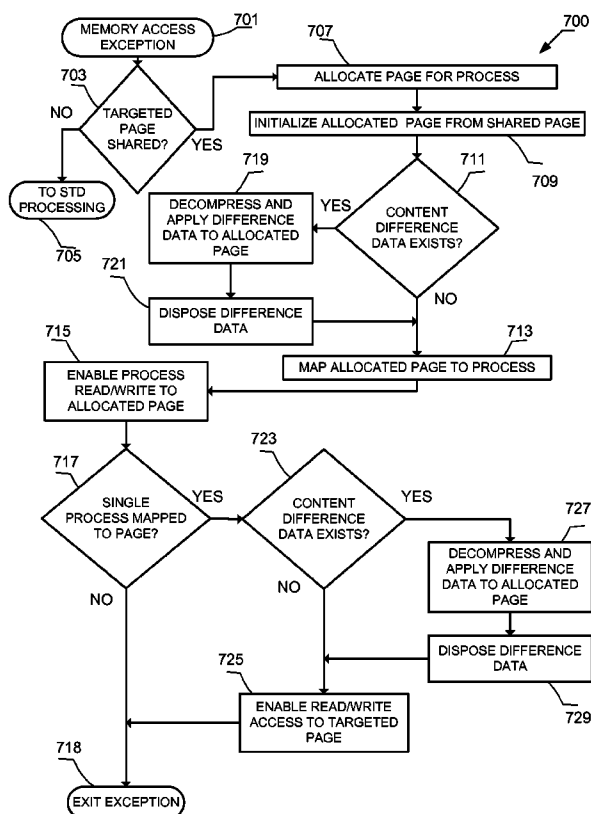 701
MEMORY ACCESS
EXCEPTION
700
703
TARGETED
PAGE
SHARED?
NO
YES
TO STD
PROCESSING
705
707
ALLOCATE PAGE FOR PROCESS
INITIALIZE ALLOCATED PAGE FROM SHARED PAGE
709
711
CONTENT
DIFFERENCE
DATA EXISTS?
YES
NO
719
DECOMPRESS AND
APPLY DIFFERENCE
DATA TO ALLOCATED
PAGE
721
DISPOSE DIFFERENCE
DATA
713
MAP ALLOCATED PAGE TO PROCESS
715
ENABLE PROCESS
READ/WRITE TO
ALLOCATED PAGE
717
SINGLE
PROCESS MAPPED
TO PAGE?
YES
NO
723
CONTENT
DIFFERENCE
DATA EXISTS?
YES
NO
727
DECOMPRESS AND
APPLY DIFFERENCE
DATA TO ALLOCATED
PAGE
DISPOSE DIFFERENCE
DATA
729
725
ENABLE READ/WRITE
ACCESS TO TARGETED
PAGE
718
EXIT EXCEPTION